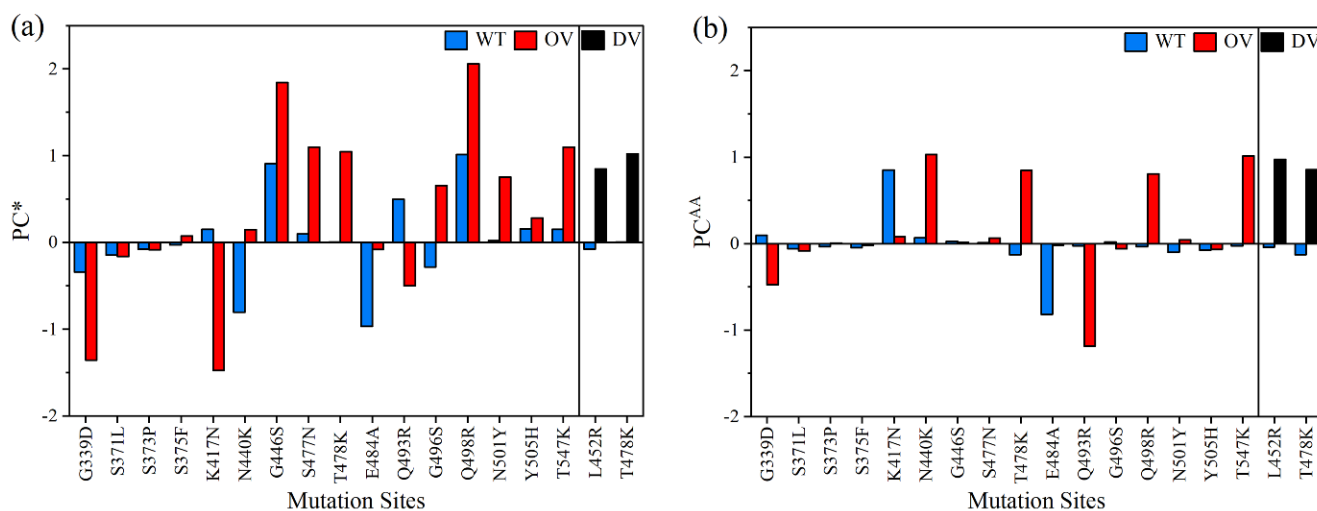 (a)
WT OV DV
2
1
0
-1
-2
PC*
G339D
S371L
S373P
S375F
K417N
N440K
G446S
S477N
T478K
E484A
Q493R
G496S
Q498R
N501Y
Y505H
T547K
L452R
T478K
Mutation Sites
(b)
WT OV DV
2
1
0
-1
-2
PCAA
G339D
S371L
S373P
S375F
K417N
N440K
G446S
S477N
T478K
E484A
Q493R
G496S
Q498R
N501Y
Y505H
T547K
L452R
T478K
Mutation Sites